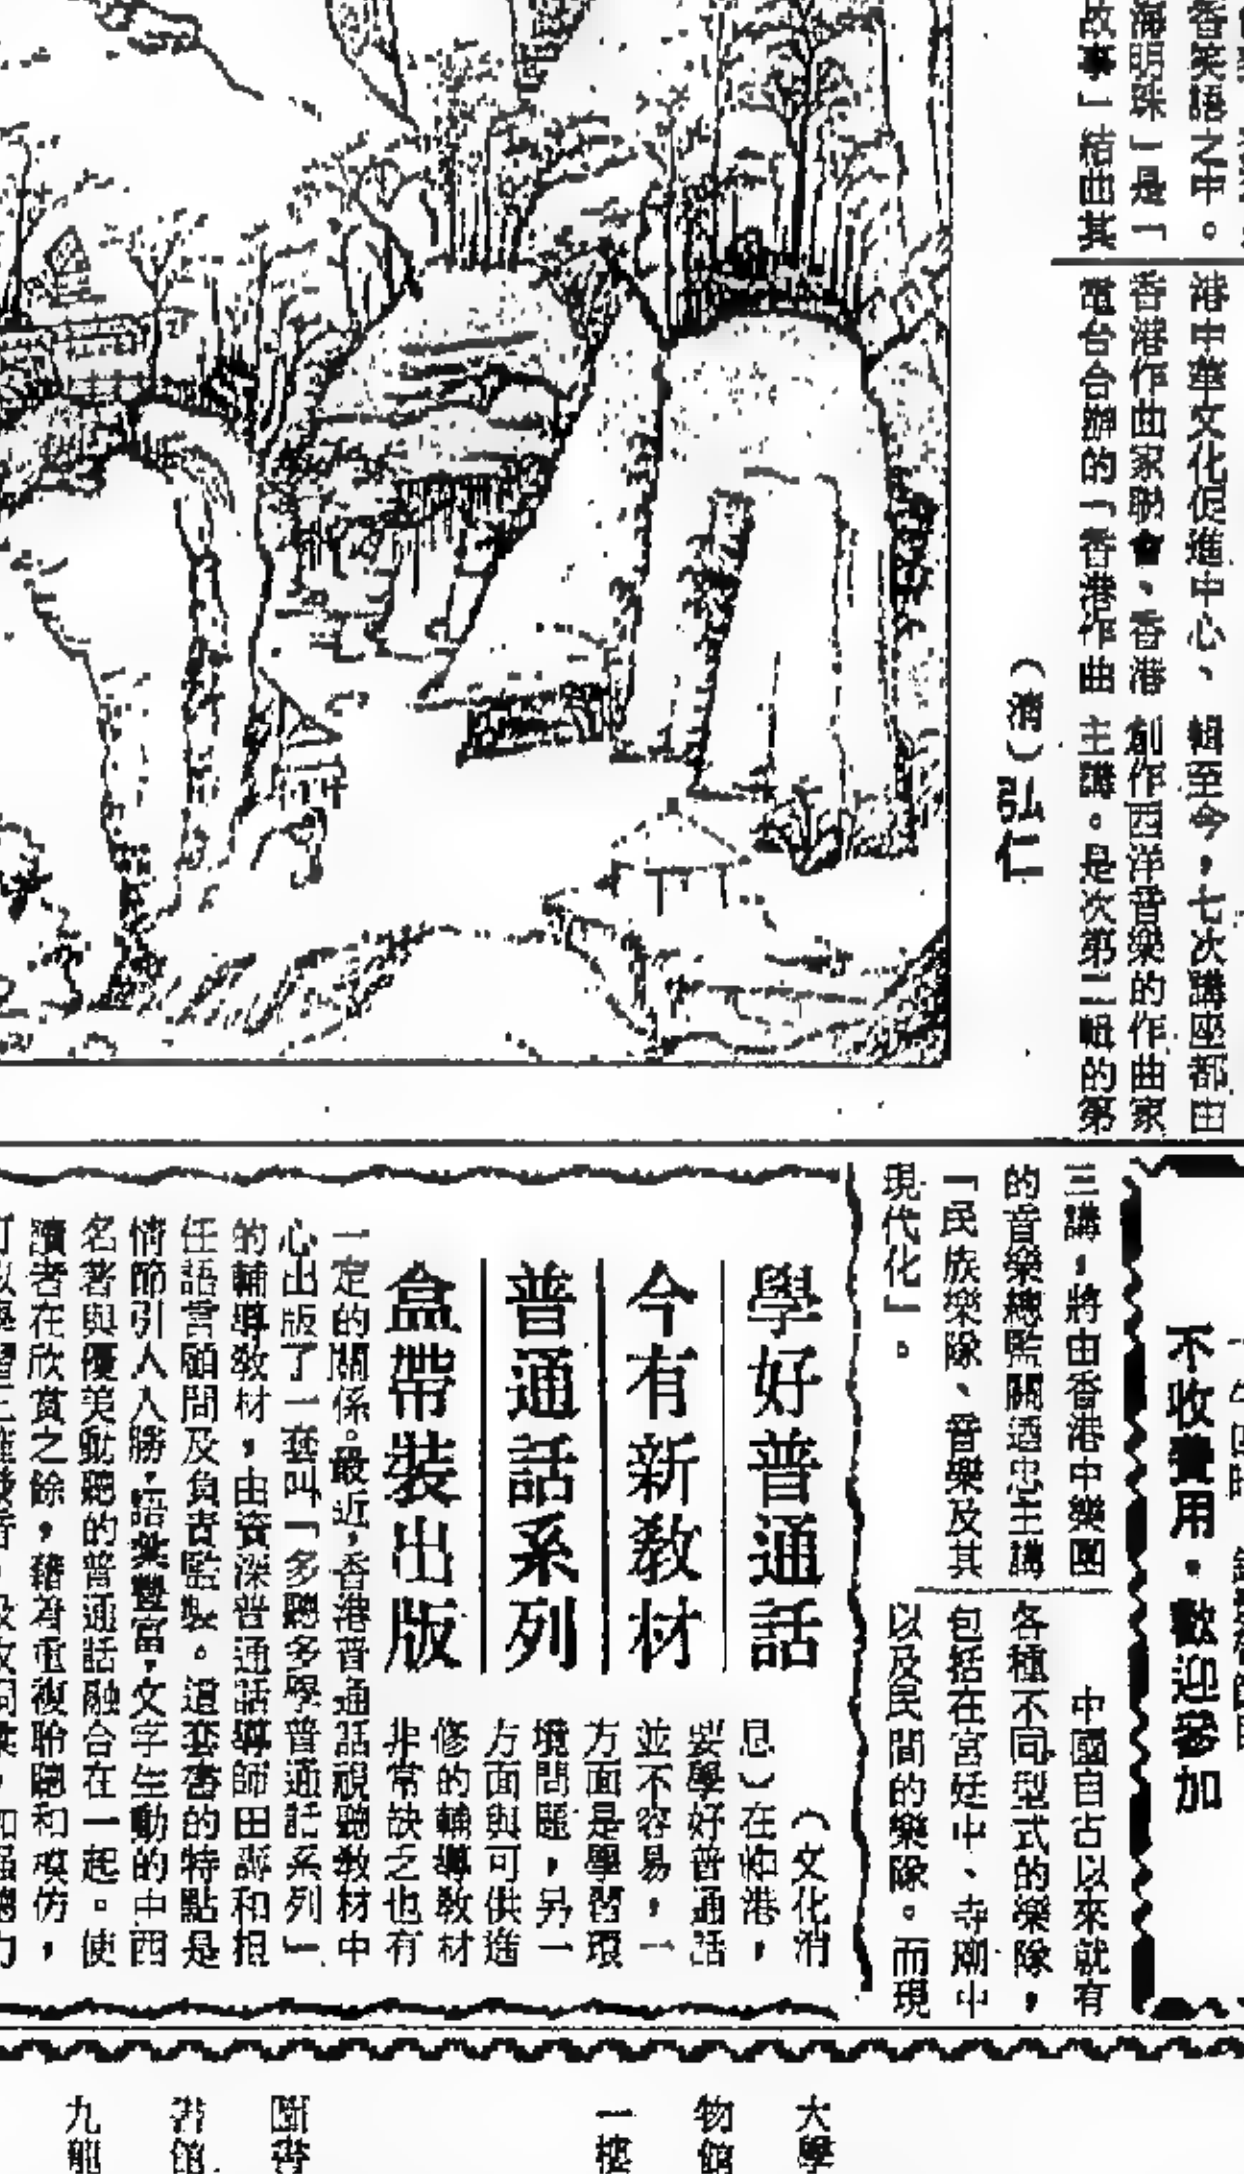 香笑語之中。
海明珠」是「
故事」結曲其
港中華文化促進中心、
香港作曲家聯會、香港
電台合辦的「香港作曲
輯至今，七次講座都由
創作西洋音樂的作曲家
主講。是次第二輯的第
（清）弘仁
三講，將由香港中樂團
的音樂總監關迺忠主講
「民族樂隊、音樂及其
現代化」。
中國自古以來就有
各種不同型式的樂隊，
包括在宮廷中、寺廟中
以及民間的樂隊。而現
不收費用・歡迎參加
學好普通話
今有新教材
普通話系列
盒帶裝出版
（文化消
息）在本港，
要學好普通話
並不容易，一
方面是學習環
境問題，另一
方面與可供進
修的輔導教材
非常缺乏也有
一定的關係。最近，香港普通話視聽教材中
心出版了一套叫「多聽多學普通話系列」
的輔導教材，由資深普通話導師田壽和担
任語言顧問及負責監製。這套書的特點是
情節引人入勝，語彙豐富，文字生動的中西
名著與優美動聽的普通話融合在一起。使
讀者在欣賞之餘，藉着重複聆聽和模仿，
大學
物館
一樓
圖書
書館
九龍